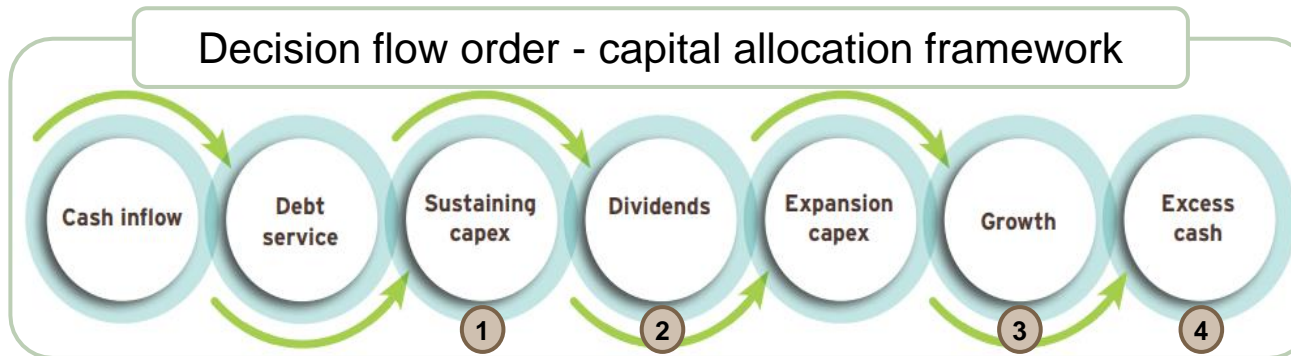 Decision flow order - capital allocation framework
Cash inflow
Debt
service
Sustaining
capex
Dividends
Expansion
capex
Growth
Excess
cash
1
2
3
4